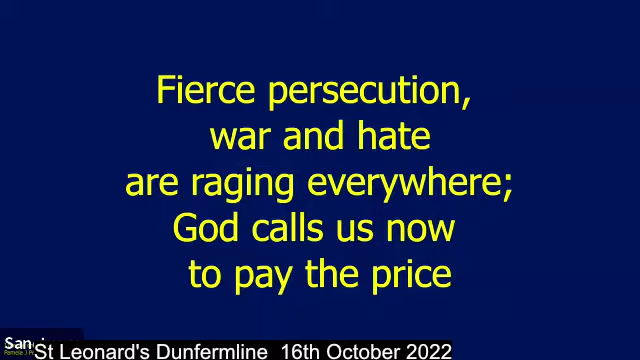 Fierce persecution,
war and hate
are raging everywhere;
God calls us now
to pay the price
St Leonard's Dunfermline 16th October 2022